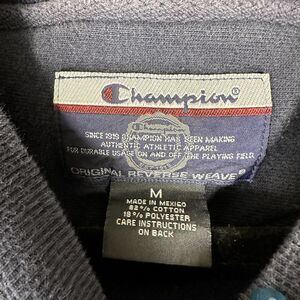 Champion®
SINCE 1919 CHAMPION HAS BEEN MAKING
AUTHENTIC ATHLETIC APPAREL
FOR DURABLE USAGE ON AND OFF THE PLAYING FIELD.
ORIGINAL REVERSE WEAVE®
M
MADE IN MEXICO
82% COTTON
18% POLYESTER
CARE INSTRUCTIONS
ON BACK